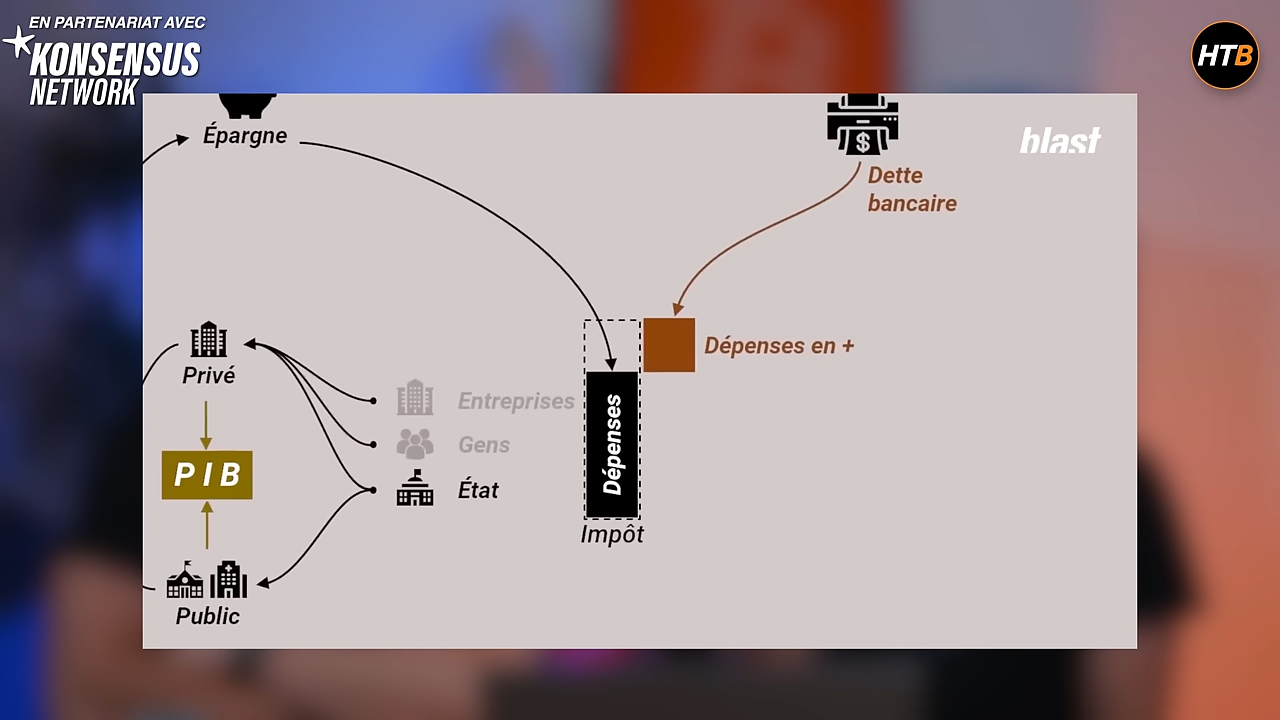 EN PARTENARIAT AVEC
KONSENSUS
NETWORK
HTB
blast
Épargne
$
Dette
bancaire
Dépenses en +
Privé
Entreprises
Gens
État
Dépenses
PIB
Impôt
Public